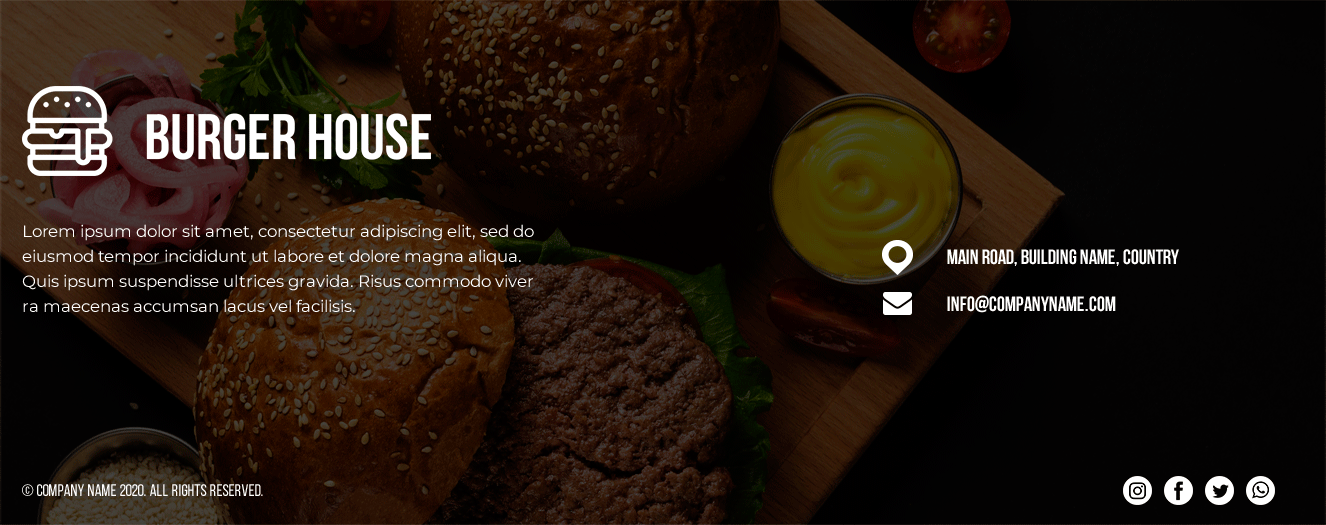 BURGER HOUSE
Lorem ipsum dolor sit amet, consectetur adipiscing elit, sed do
eiusmod tempor incididunt ut labore et dolore magna aliqua.
Quis ipsum suspendisse ultrices gravida. Risus commodo viver
ra maecenas accumsan lacus vel facilisis.
MAIN ROAD, BUILDING NAME, COUNTRY
INFO@COMPANYNAME.COM
© COMPANY NAME 2020. ALL RIGHTS RESERVED.